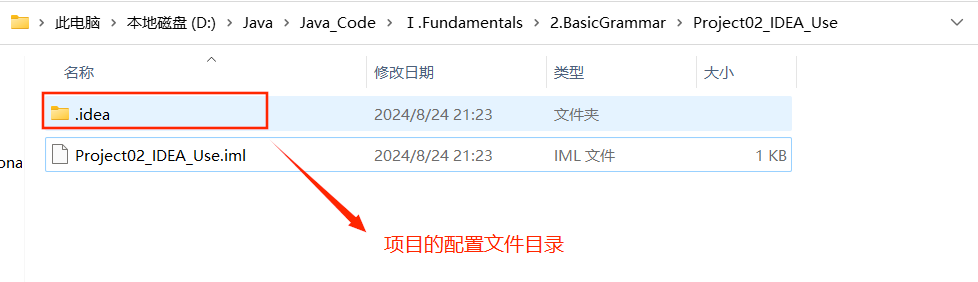 此电脑 > 本地磁盘 (D:) > Java > Java_Code > Ⅰ.Fundamentals > 2.BasicGrammar > Project02_IDEA_Use
名称 修改日期 类型 大小
.idea 2024/8/24 21:23 文件夹
Project02_IDEA_Use.iml 2024/8/24 21:23 IML 文件 1 KB
ona
项目的配置文件目录